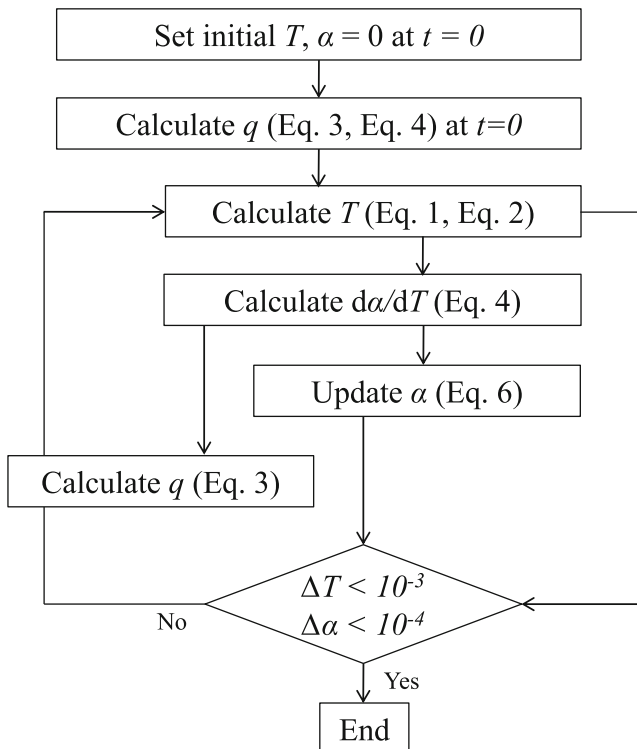 Set initial T, α = 0 at t = 0
Calculate q (Eq. 3, Eq. 4) at t=0
Calculate T (Eq. 1, Eq. 2)
Calculate dα/dT (Eq. 4)
Update α (Eq. 6)
Calculate q (Eq. 3)
ΔT < 10⁻³
Δα < 10⁻⁴
No
Yes
End